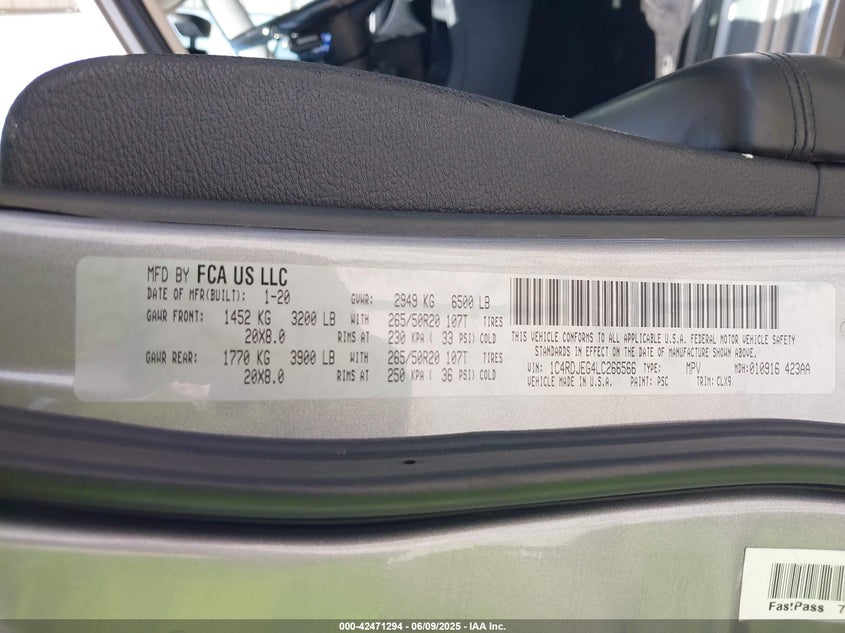 MFD BY FCA US LLC
DATE OF MFR(BUILT): 1-20 GVWR: 2949 KG 6500 LB
GAWR FRONT: 1452 KG 3200 LB WITH 265/50R20 107T TIRES
20X8.0 RIMS AT 230 KPA ( 33 PSI) COLD
GAWR REAR: 1770 KG 3900 LB WITH 265/50R20 107T TIRES
20X8.0 RIMS AT 250 KPA ( 36 PSI) COLD
THIS VEHICLE CONFORMS TO ALL APPLICABLE U.S.A. FEDERAL MOTOR VEHICLE SAFETY
STANDARDS IN EFFECT ON THE DATE OF MANUFACTURE SHOWN ABOVE.
VIN: 1C4RDJEG4LC266566 TYPE: MPV MDH:010916 423AA
VEHICLE MADE IN U.S.A. PAINT: PSC TRIM: CLX9
FastPass 7
000-42471294 - 06/09/2025 - IAA Inc.